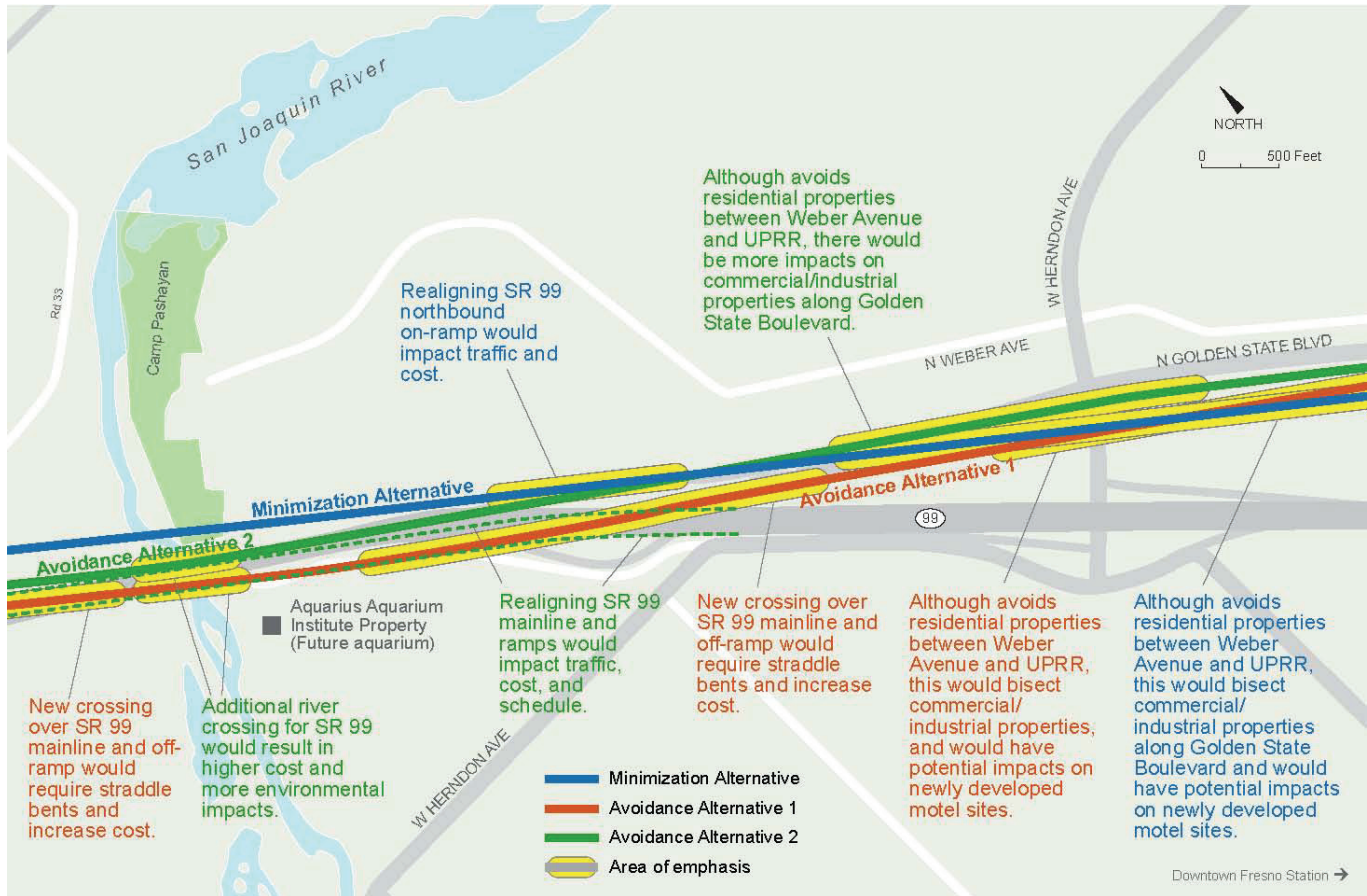 San Joaquin River
NORTH
0 500 Feet
Rd 33
Camp Pashayan
W HERNDON AVE
Although avoids
residential properties
between Weber Avenue
and UPRR, there would
be more impacts on
commercial/industrial
properties along Golden
State Boulevard.
Realigning SR 99
northbound
on-ramp would
impact traffic and
cost.
N WEBER AVE
N GOLDEN STATE BLVD
Minimization Alternative
Avoidance Alternative 1
Avoidance Alternative 2
99
Aquarius Aquarium
Institute Property
(Future aquarium)
New crossing
over SR 99
mainline and off-
ramp would
require straddle
bents and
increase cost.
Additional river
crossing for SR 99
would result in
higher cost and
more environmental
impacts.
Realigning SR 99
mainline and
ramps would
impact traffic,
cost, and
schedule.
New crossing over
SR 99 mainline and
off-ramp would
require straddle
bents and increase
cost.
Although avoids
residential properties
between Weber
Avenue and UPRR,
this would bisect
commercial/
industrial properties,
and would have
potential impacts on
newly developed
motel sites.
Although avoids
residential properties
between Weber
Avenue and UPRR,
this would bisect
commercial/
industrial properties
along Golden State
Boulevard and would
have potential impacts
on newly developed
motel sites.
W HERNDON AVE
Minimization Alternative
Avoidance Alternative 1
Avoidance Alternative 2
Area of emphasis
Downtown Fresno Station →